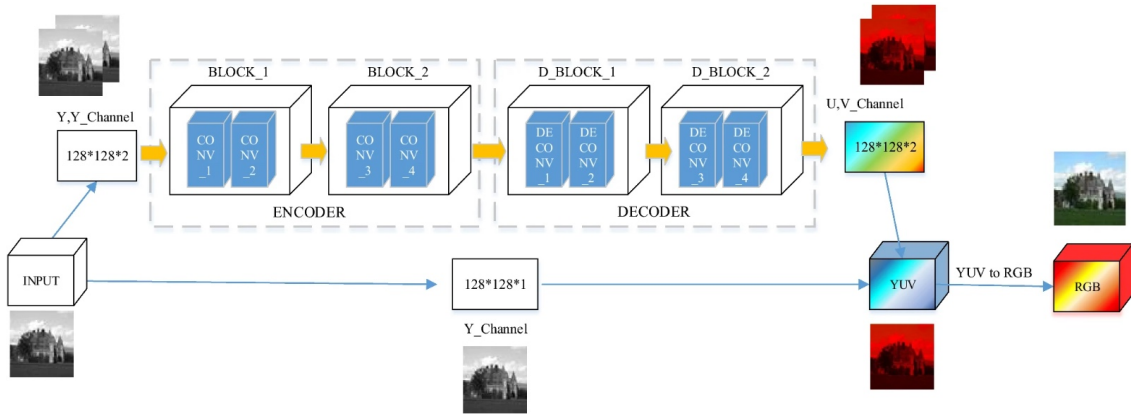 BLOCK_1
BLOCK_2
D_BLOCK_1
D_BLOCK_2
Y,Y_Channel
U,V_Channel
128*128*2
CO
NV
_1
CO
NV
_2
CO
NV
_3
CO
NV
_4
DE
CO
NV
_1
DE
CO
NV
_2
DE
CO
NV
_3
DE
CO
NV
_4
128*128*2
ENCODER
DECODER
INPUT
128*128*1
YUV
YUV to RGB
RGB
Y_Channel